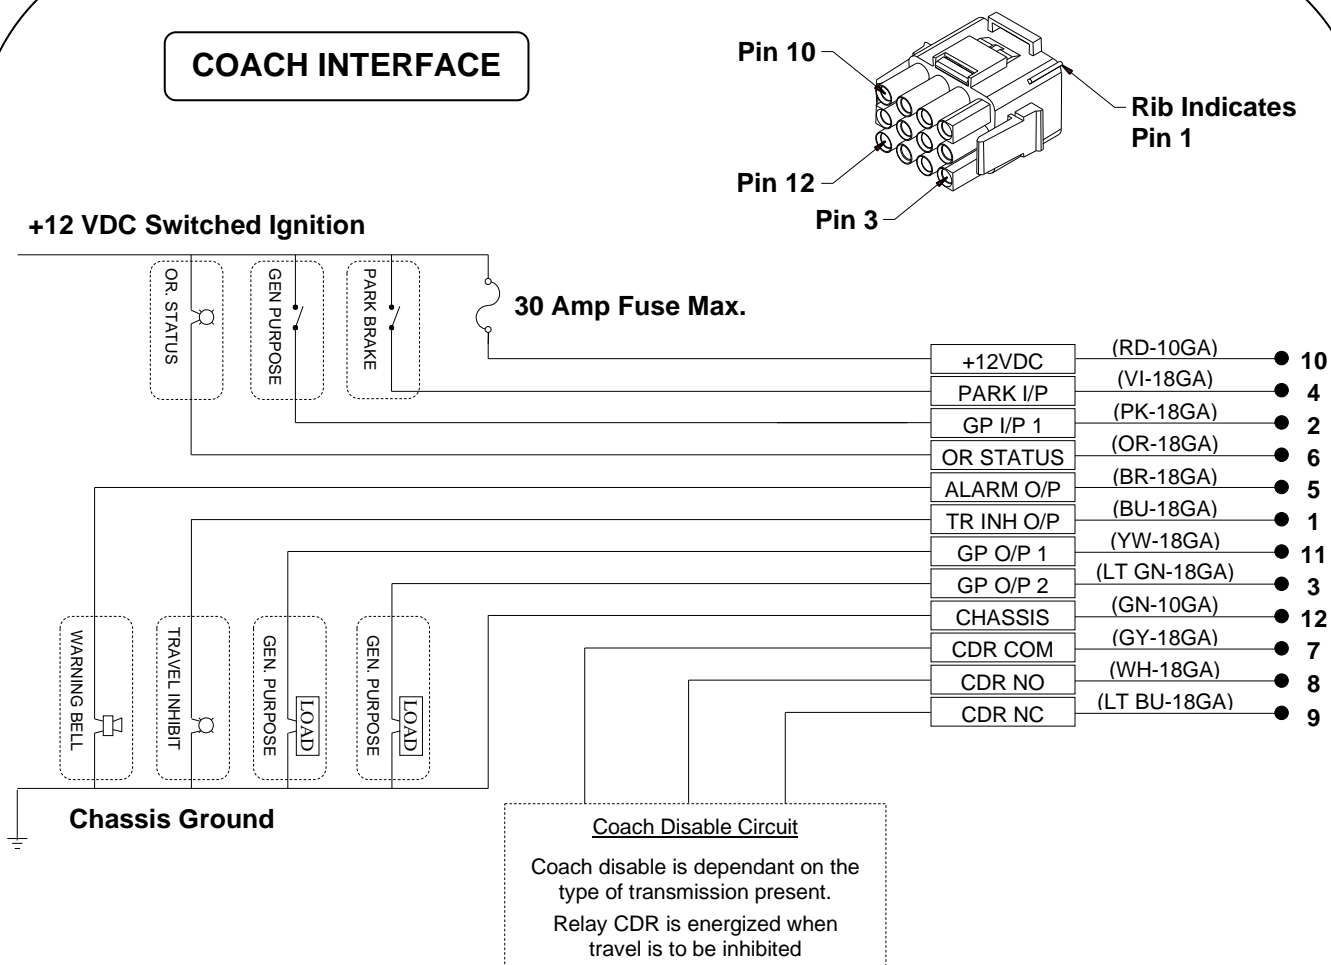 COACH INTERFACE
Pin 10
Rib Indicates
Pin 1
Pin 12
Pin 3
+12 VDC Switched Ignition
OR. STATUS
GEN PURPOSE
PARK BRAKE
30 Amp Fuse Max.
+12VDC (RD-10GA) 10
PARK I/P (VI-18GA) 4
GP I/P 1 (PK-18GA) 2
OR STATUS (OR-18GA) 6
ALARM O/P (BR-18GA) 5
TR INH O/P (BU-18GA) 1
GP O/P 1 (YW-18GA) 11
GP O/P 2 (LT GN-18GA) 3
CHASSIS (GN-10GA) 12
CDR COM (GY-18GA) 7
CDR NO (WH-18GA) 8
CDR NC (LT BU-18GA) 9
WARNING BELL
TRAVEL INHIBIT
GEN. PURPOSE
LOAD
GEN. PURPOSE
LOAD
Chassis Ground
Coach Disable Circuit
Coach disable is dependant on the
type of transmission present.
Relay CDR is energized when
travel is to be inhibited